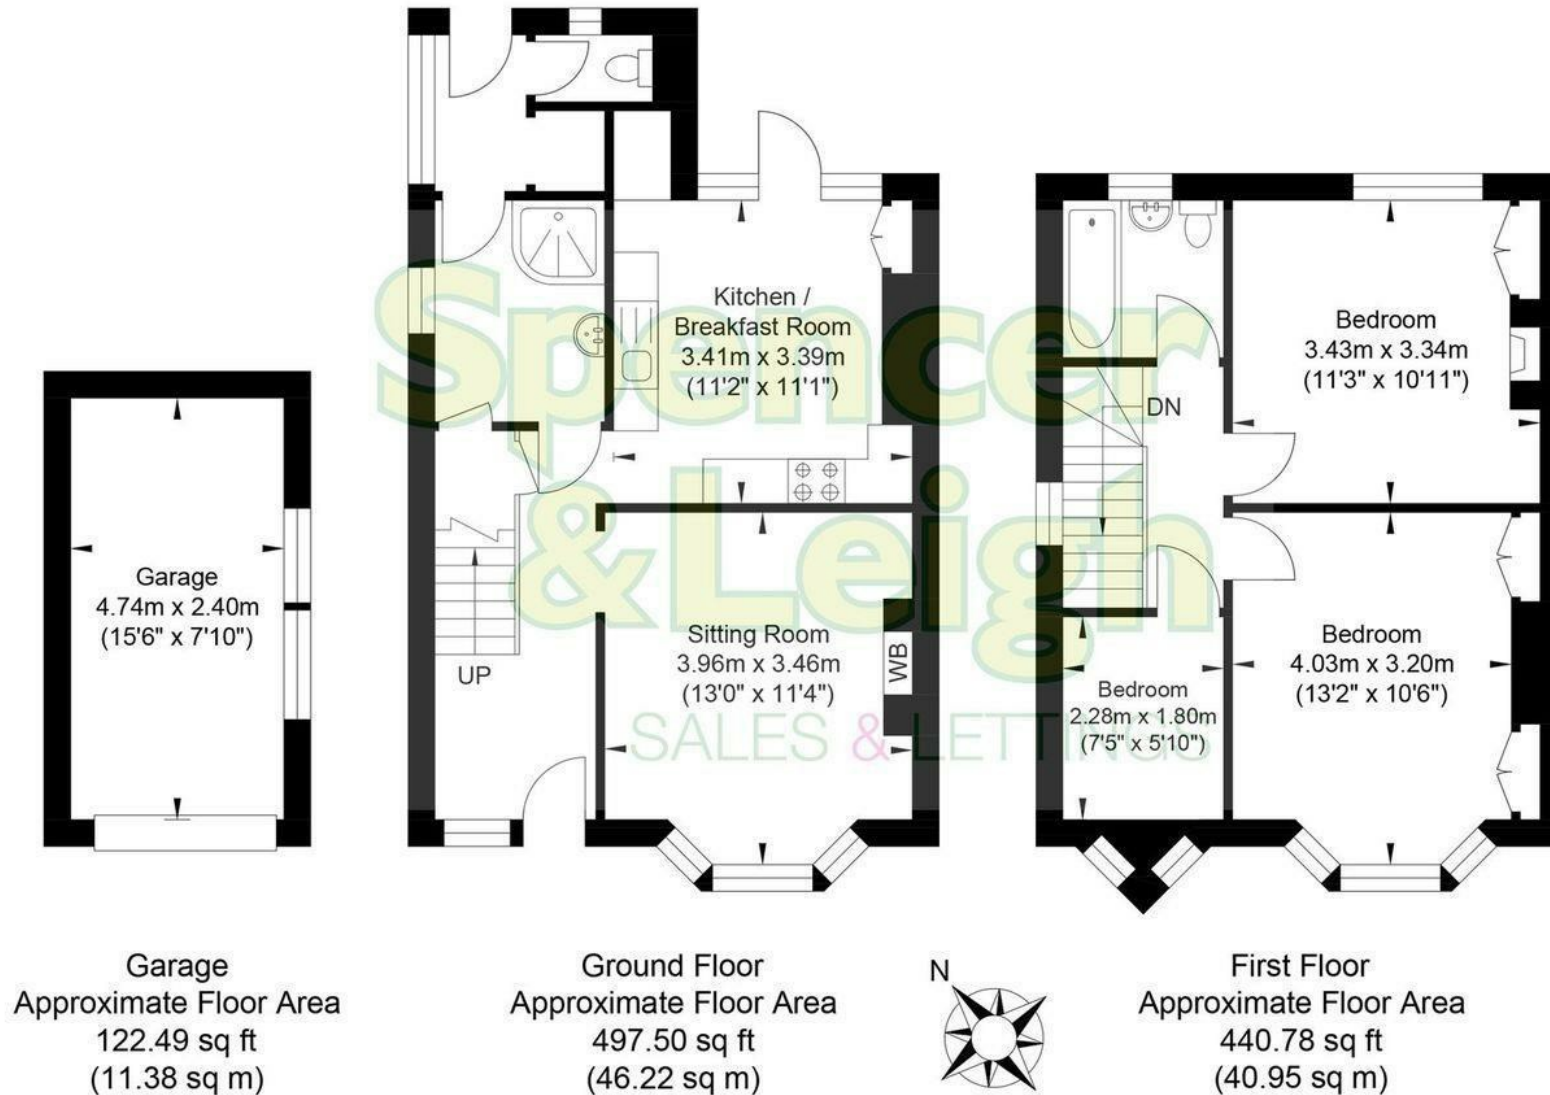 Kitchen /
Breakfast Room
3.41m x 3.39m
(11'2" x 11'1")
Bedroom
3.43m x 3.34m
(11'3" x 10'11")
DN
Garage
4.74m x 2.40m
(15'6" x 7'10")
UP
Sitting Room
3.96m x 3.46m
(13'0" x 11'4")
WB
Bedroom
2.28m x 1.80m
(7'5" x 5'10")
Bedroom
4.03m x 3.20m
(13'2" x 10'6")
Spencer
&Leigh
SALES & LETTINGS
Garage
Approximate Floor Area
122.49 sq ft
(11.38 sq m)
Ground Floor
Approximate Floor Area
497.50 sq ft
(46.22 sq m)
N
First Floor
Approximate Floor Area
440.78 sq ft
(40.95 sq m)